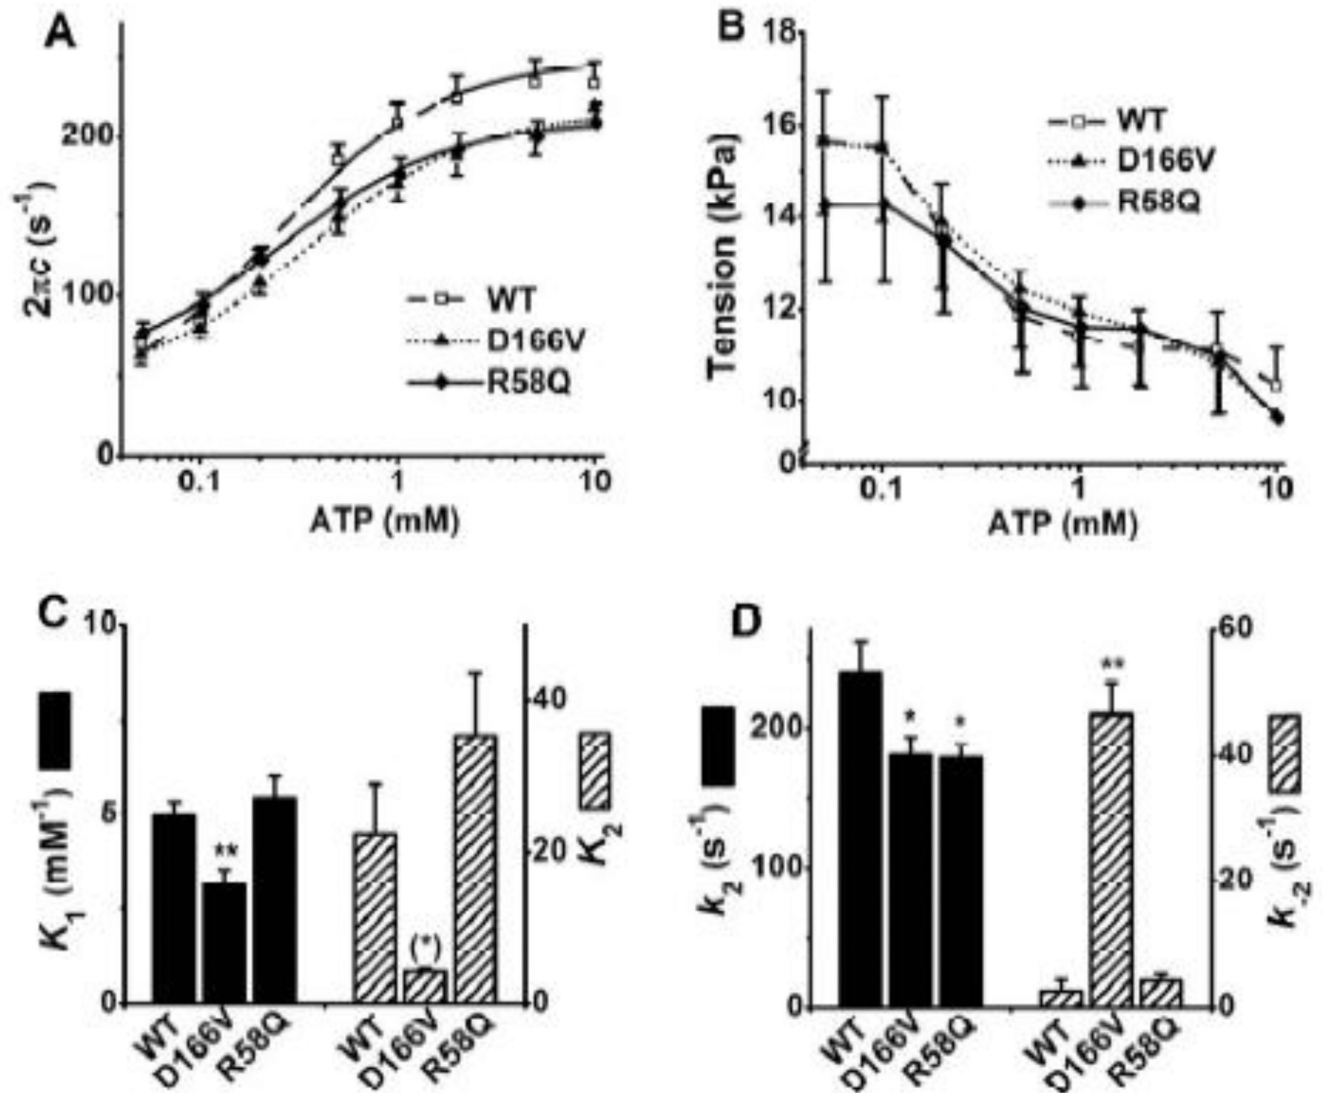 A
2πc (s⁻¹)
200
100
0
0.1
1
10
ATP (mM)
WT
D166V
R58Q
B
Tension (kPa)
18
16
14
12
10
0
0.1
1
10
ATP (mM)
WT
D166V
R58Q
C
K₁ (mM⁻¹)
10
5
0
**
(*)
40
20
0
K₂
WT
D166V
R58Q
WT
D166V
R58Q
D
k₂ (s⁻¹)
200
100
0
*
*
**
60
40
20
0
k₋₂ (s⁻¹)
WT
D166V
R58Q
WT
D166V
R58Q